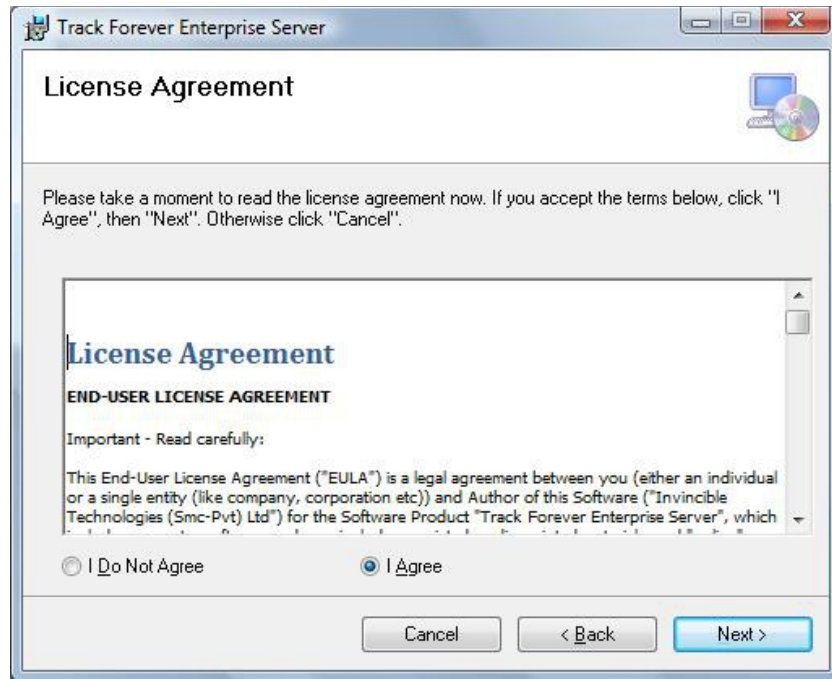 Track Forever Enterprise Server
License Agreement
Please take a moment to read the license agreement now. If you accept the terms below, click "I
Agree", then "Next". Otherwise click "Cancel".
License Agreement
END-USER LICENSE AGREEMENT
Important - Read carefully:
This End-User License Agreement ("EULA") is a legal agreement between you (either an individual
or a single entity (like company, corporation etc)) and Author of this Software ("Invincible
Technologies (Smc-Pvt) Ltd") for the Software Product "Track Forever Enterprise Server", which
I Do Not Agree
I Agree
Cancel
< Back
Next >